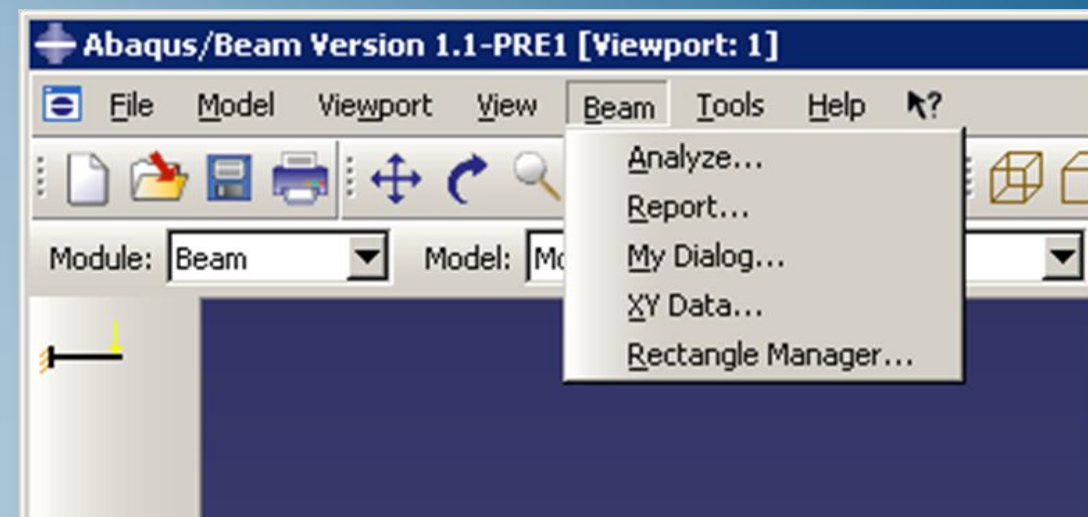 Abaqus/Beam Version 1.1-PRE1 [Viewport: 1]
File Model Viewport View Beam Tools Help ?
Analyze...
Report...
My Dialog...
XY Data...
Rectangle Manager...
Module: Beam Model: